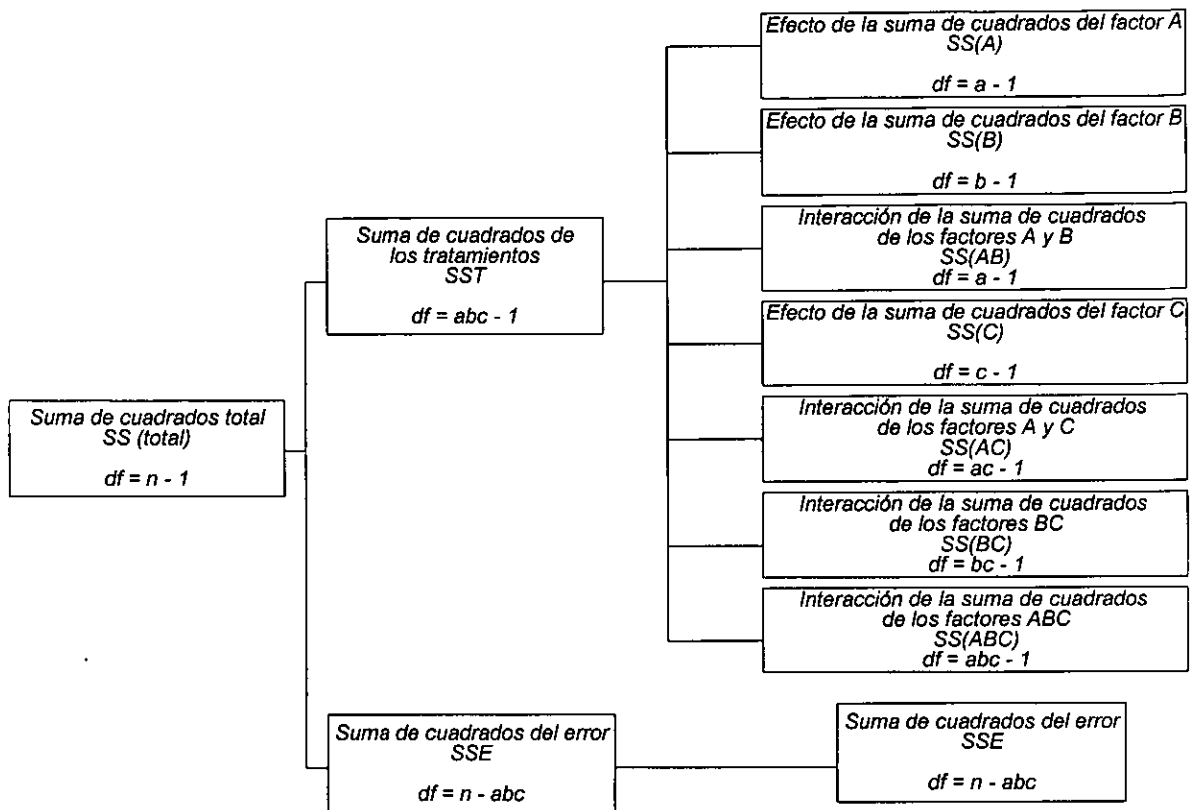 Suma de cuadrados total
SS (total)
df = n - 1
Suma de cuadrados de
los tratamientos
SST
df = abc - 1
Efecto de la suma de cuadrados del factor A
SS(A)
df = a - 1
Efecto de la suma de cuadrados del factor B
SS(B)
df = b - 1
Interacción de la suma de cuadrados
de los factores A y B
SS(AB)
df = a - 1
Efecto de la suma de cuadrados del factor C
SS(C)
df = c - 1
Interacción de la suma de cuadrados
de los factores A y C
SS(AC)
df = ac - 1
Interacción de la suma de cuadrados
de los factores BC
SS(BC)
df = bc - 1
Interacción de la suma de cuadrados
de los factores ABC
SS(ABC)
df = abc - 1
Suma de cuadrados del error
SSE
df = n - abc
Suma de cuadrados del error
SSE
df = n - abc